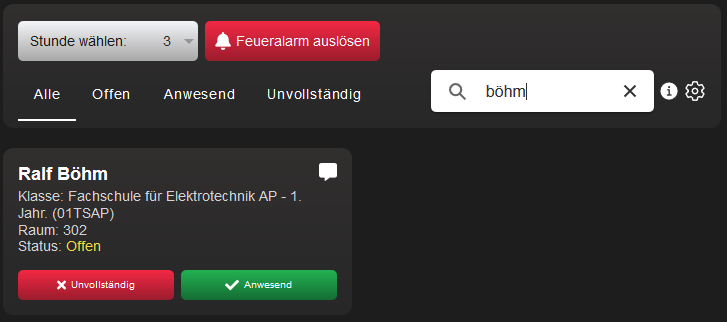 Stunde wählen: 3
Feueralarm auslösen
Alle Offen Anwesend Unvollständig
böhm
Ralf Böhm
Klasse: Fachschule für Elektrotechnik AP - 1.
Jahr. (01TSAP)
Raum: 302
Status: Offen
Unvollständig
Anwesend